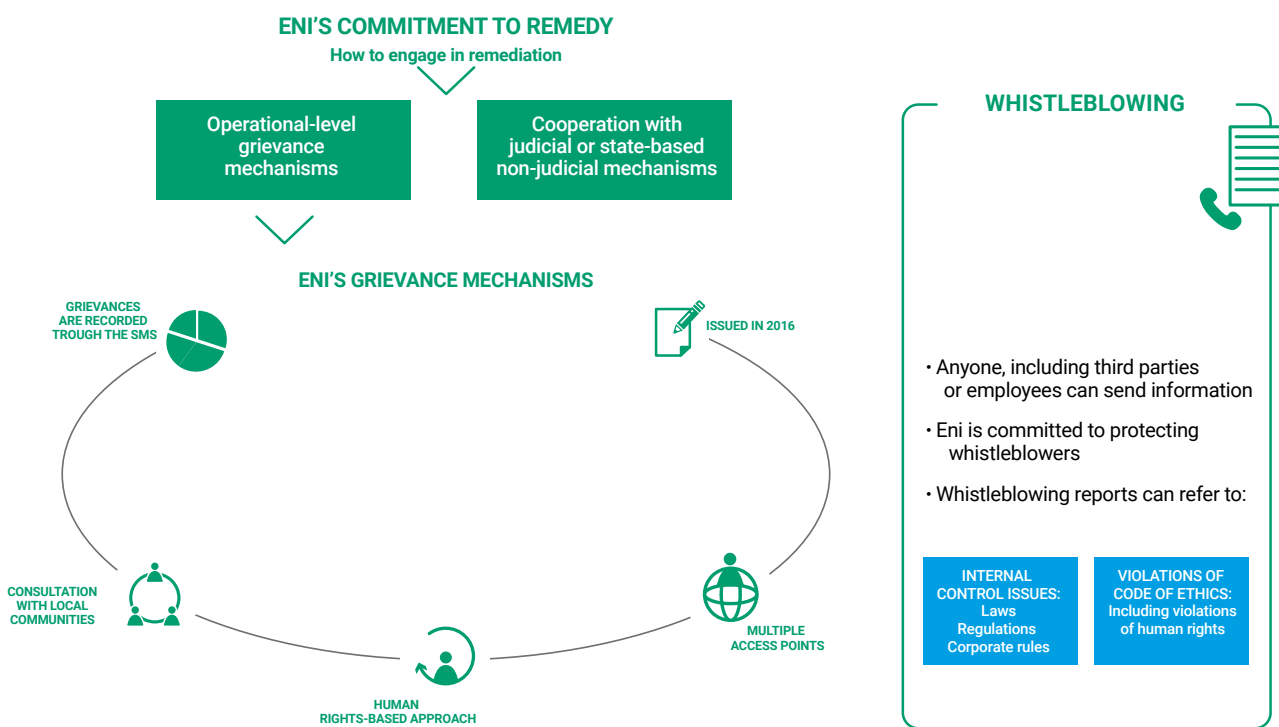 ENI'S COMMITMENT TO REMEDY
How to engage in remediation
Operational-level
grievance
mechanisms
Cooperation with
judicial or state-based
non-judicial mechanisms
ENI'S GRIEVANCE MECHANISMS
GRIEVANCES
ARE RECORDED
TROUGH THE SMS
ISSUED IN 2016
CONSULTATION
WITH LOCAL
COMMUNITIES
MULTIPLE
ACCESS POINTS
HUMAN
RIGHTS-BASED APPROACH
WHISTLEBLOWING
• Anyone, including third parties
or employees can send information
• Eni is committed to protecting
whistleblowers
• Whistleblowing reports can refer to:
INTERNAL
CONTROL ISSUES:
Laws
Regulations
Corporate rules
VIOLATIONS OF
CODE OF ETHICS:
Including violations
of human rights